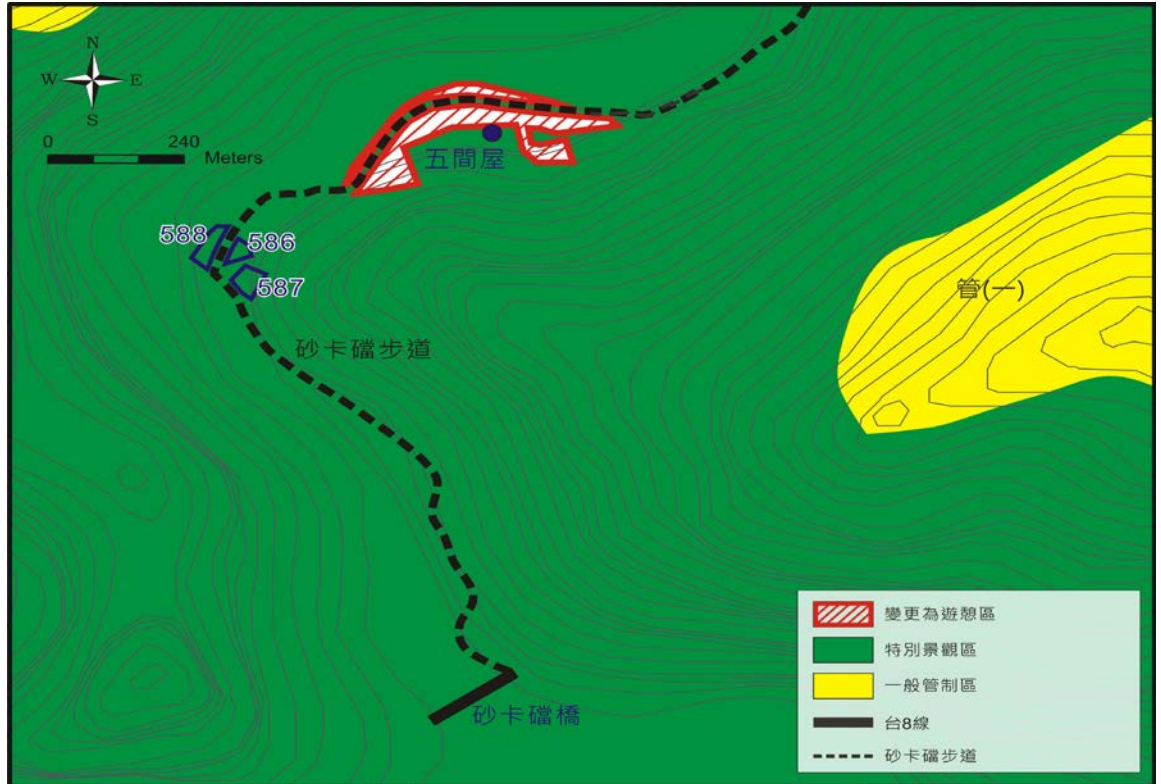 N
W E
S
0 240
Meters
五間屋
588
586
587
管(一)
砂卡礑步道
砂卡礑橋
變更為遊憩區
特別景觀區
一般管制區
台8線
砂卡礑步道